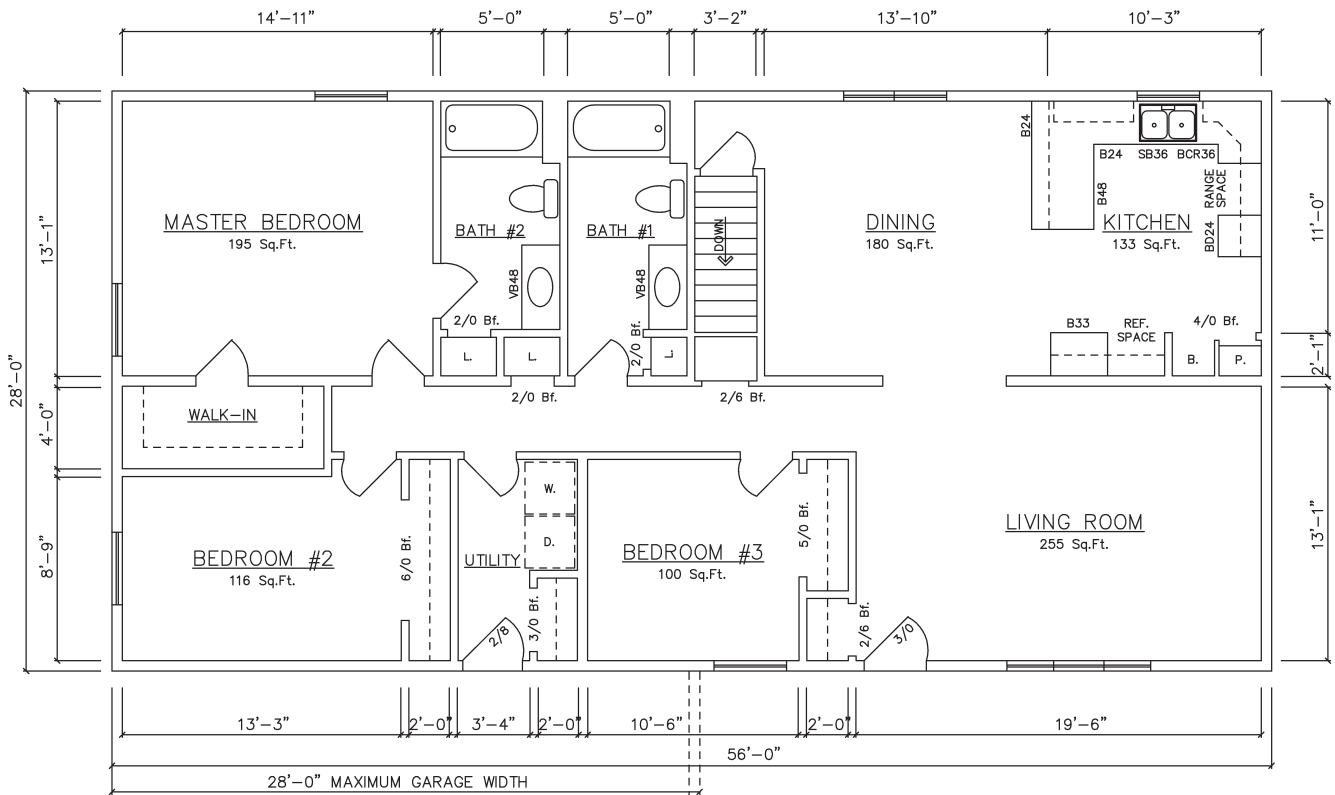 14'-11"
5'-0"
5'-0"
3'-2"
13'-10"
10'-3"
28'-0"
13'-1"
4'-0"
8'-9"
MASTER BEDROOM
195 Sq.Ft.
BATH #2
VB48
2/0 Bf.
L.
L.
2/0 Bf.
BATH #1
VB48
2/0 Bf.
L.
DOWN
2/6 Bf.
DINING
180 Sq.Ft.
B24
B24
SB36
BCR36
B48
RANGE
SPACE
BD24
KITCHEN
133 Sq.Ft.
B33
REF.
SPACE
4/0 Bf.
B.
P.
11'-0"
2'-1"
13'-1"
WALK-IN
BEDROOM #2
116 Sq.Ft.
6/0 Bf.
UTILITY
W.
D.
2/8
3/0 Bf.
BEDROOM #3
100 Sq.Ft.
5/0 Bf.
2/6 Bf.
3/0
LIVING ROOM
255 Sq.Ft.
13'-3"
2'-0"
3'-4"
2'-0"
10'-6"
2'-0"
19'-6"
56'-0"
28'-0" MAXIMUM GARAGE WIDTH